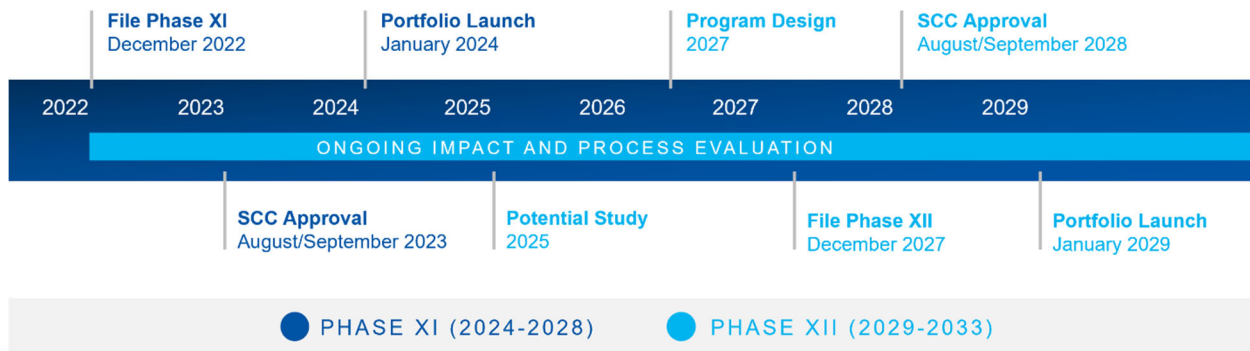 File Phase XI
December 2022
Portfolio Launch
January 2024
Program Design
2027
SCC Approval
August/September 2028
2022 2023 2024 2025 2026 2027 2028 2029
ONGOING IMPACT AND PROCESS EVALUATION
SCC Approval
August/September 2023
Potential Study
2025
File Phase XII
December 2027
Portfolio Launch
January 2029
PHASE XI (2024-2028) PHASE XII (2029-2033)